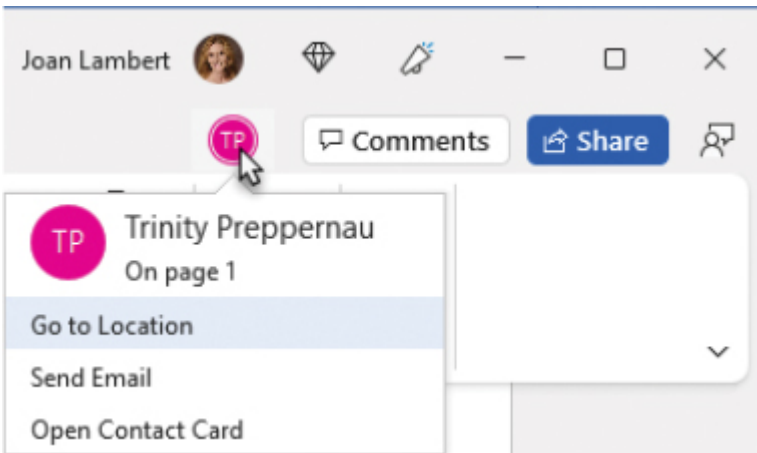 Joan Lambert
TP Comments Share
TP Trinity Preppernau
On page 1
Go to Location
Send Email
Open Contact Card